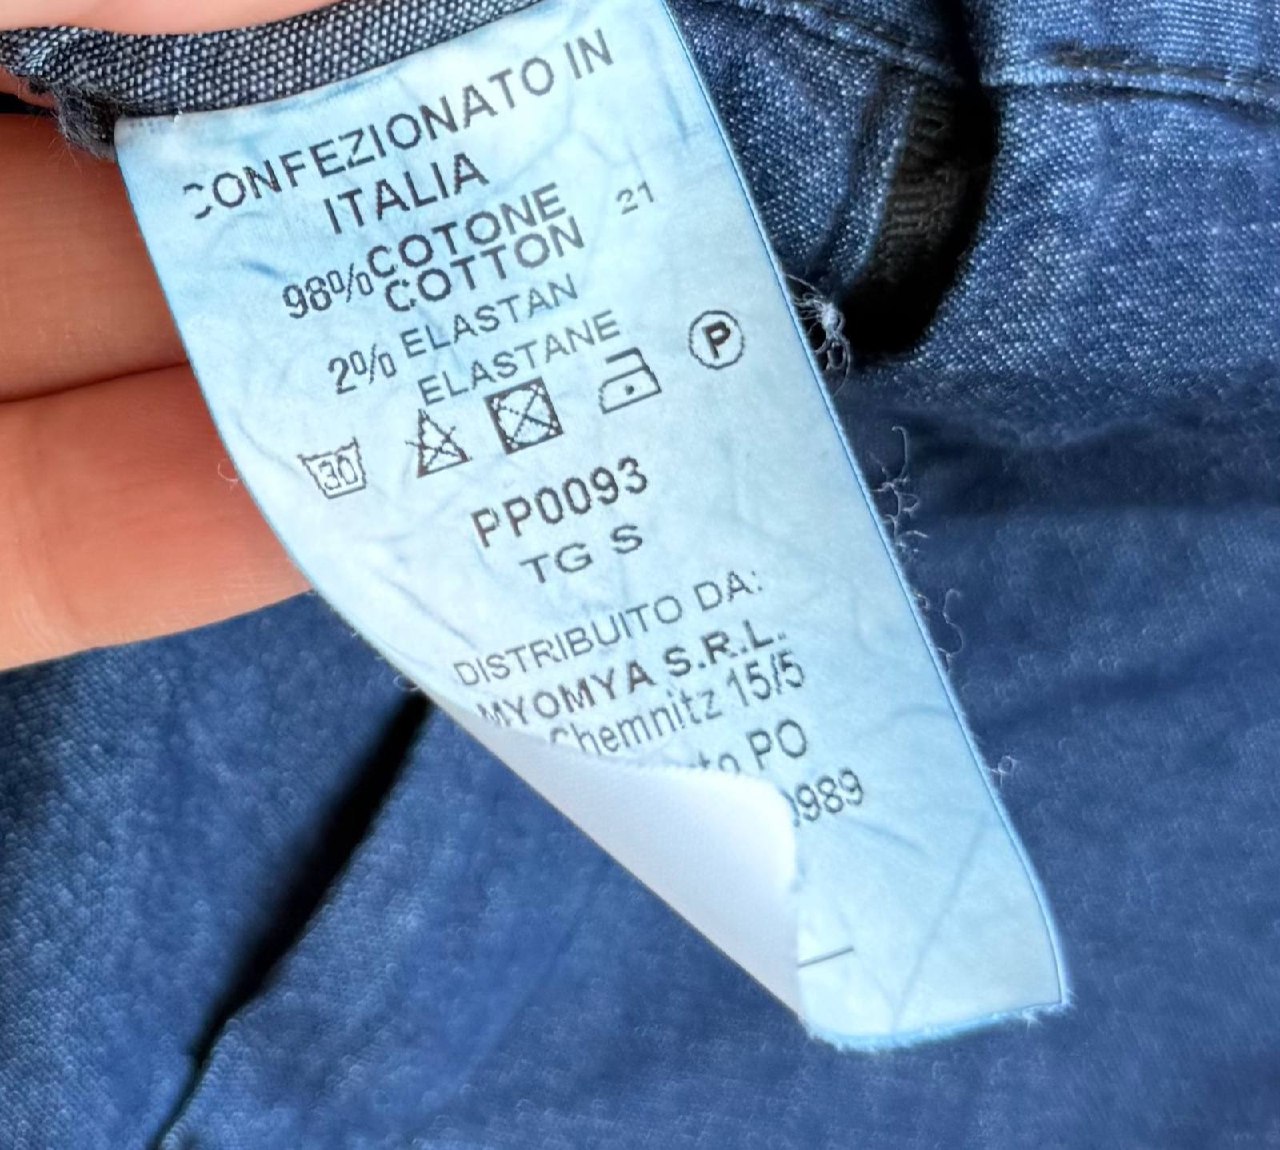 CONFEZIONATO IN
ITALIA
98% COTONE 21
COTTON
2% ELASTAN
ELASTANE
30 P
PP0093
TG S
DISTRIBUITO DA:
MYOMYA S.R.L.
Chemnitz 15/5
PO